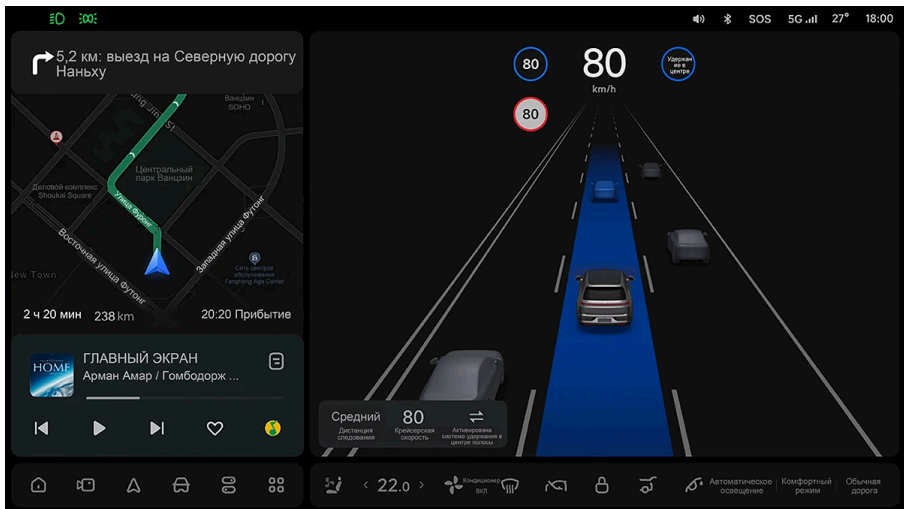 SOS
5G
27°
18:00
5,2 км: выезд на Северную дорогу
Наньху
80
80
km/h
Удержан
ие в
центре
80
Ванцзин
SOHO
Центральный
парк Ванцзин
Деловой комплекс
Shoukai Square
Улица Фуронг
Восточная улица Футонг
Западная улица Футонг
New Town
Сеть центров
обслуживания
Fangheng Age Center
2 ч 20 мин
238 km
20:20 Прибытие
HOME
ГЛАВНЫЙ ЭКРАН
Арман Амар / Гомбодорж ...
Средний
Дистанция
следования
80
Крейсерская
скорость
Активирована
система удержания в
центре полосы
22.0
Кондиционер
вкл.
Автоматическое
освещение
Комфортный
режим
Обычная
дорога